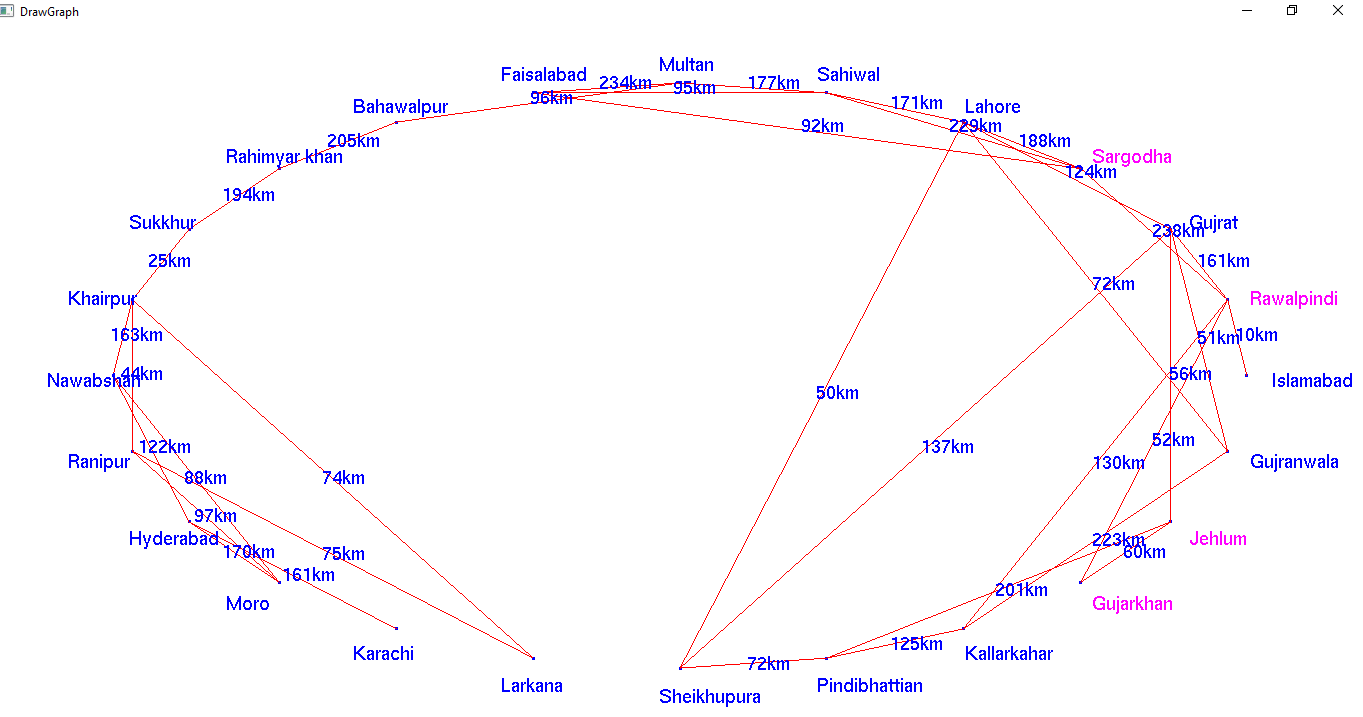 DrawGraph
Multan
Faisalabad
Sahiwal
234km
177km
95km
96km
171km
Bahawalpur
Lahore
92km
229km
205km
188km
Rahimyar khan
Sargodha
124km
194km
Sukkhur
Gujrat
238km
25km
161km
72km
Khairpur
Rawalpindi
163km
51km
10km
44km
56km
Nawabshah
Islamabad
50km
52km
122km
137km
Ranipur
130km
Gujranwala
88km
74km
97km
Hyderabad
223km
Jehlum
170km
75km
60km
161km
201km
Moro
Gujarkhan
125km
Karachi
Kallarkahar
72km
Larkana
Pindibhattian
Sheikhupura